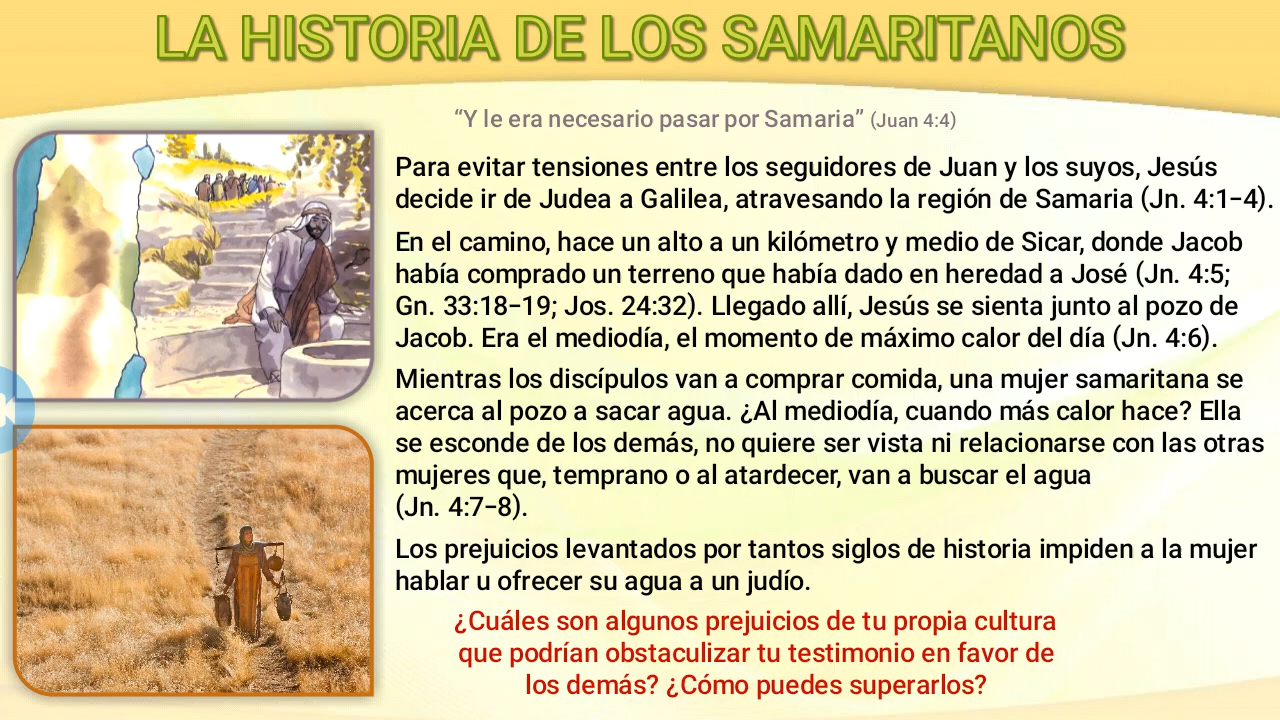 LA HISTORIA DE LOS SAMARITANOS
“Y le era necesario pasar por Samaria” (Juan 4:4)
Para evitar tensiones entre los seguidores de Juan y los suyos, Jesús
decide ir de Judea a Galilea, atravesando la región de Samaria (Jn. 4:1-4).
En el camino, hace un alto a un kilómetro y medio de Sicar, donde Jacob
había comprado un terreno que había dado en heredad a José (Jn. 4:5;
Gn. 33:18-19; Jos. 24:32). Llegado allí, Jesús se sienta junto al pozo de
Jacob. Era el mediodía, el momento de máximo calor del día (Jn. 4:6).
Mientras los discípulos van a comprar comida, una mujer samaritana se
acerca al pozo a sacar agua. ¿Al mediodía, cuando más calor hace? Ella
se esconde de los demás, no quiere ser vista ni relacionarse con las otras
mujeres que, temprano o al atardecer, van a buscar el agua
(Jn. 4:7-8).
Los prejuicios levantados por tantos siglos de historia impiden a la mujer
hablar u ofrecer su agua a un judío.
¿Cuáles son algunos prejuicios de tu propia cultura
que podrían obstaculizar tu testimonio en favor de
los demás? ¿Cómo puedes superarlos?